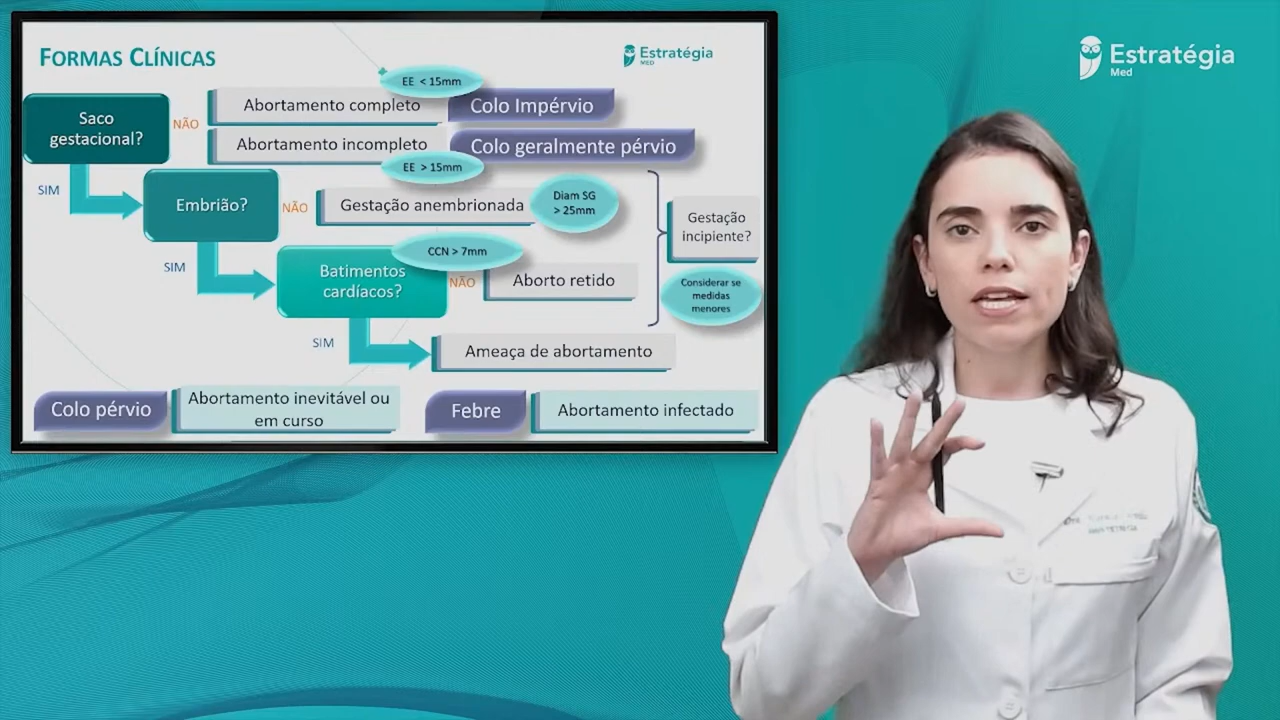 FORMAS CLÍNICAS
Estratégia
MED
Estratégia
Med
EE < 15mm
Saco
gestacional?
NÃO
Abortamento completo
Colo Impérvio
Abortamento incompleto
Colo geralmente pérvio
EE > 15mm
SIM
Embrião?
NÃO
Gestação anembrionada
Diam SG
> 25mm
Gestação
incipiente?
CCN > 7mm
SIM
Batimentos
cardíacos?
NÃO
Aborto retido
Considerar se
medidas
menores
SIM
Ameaça de abortamento
Colo pérvio
Abortamento inevitável ou
em curso
Febre
Abortamento infectado